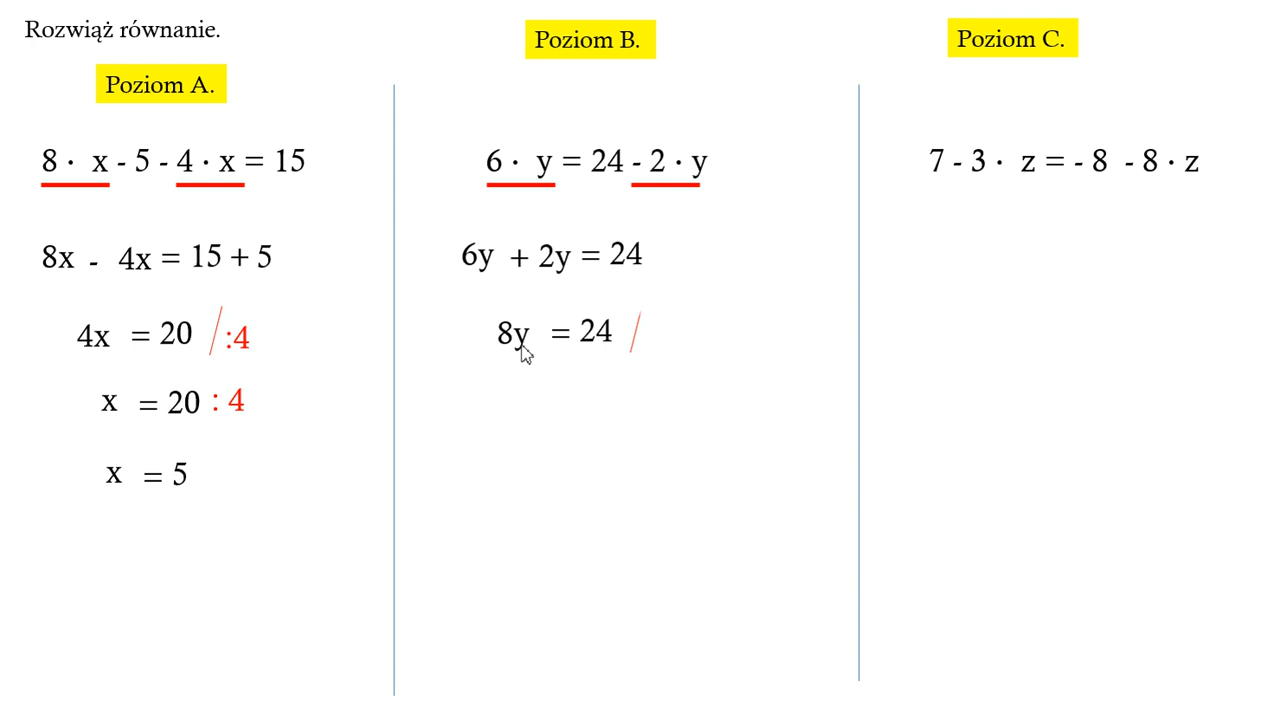 Rozwiąż równanie.
Poziom A.
8 · x - 5 - 4 · x = 15
8x - 4x = 15 + 5
4x = 20 / :4
x = 20 : 4
x = 5
Poziom B.
6 · y = 24 - 2 · y
6y + 2y = 24
8y = 24 /
Poziom C.
7 - 3 · z = - 8 - 8 · z